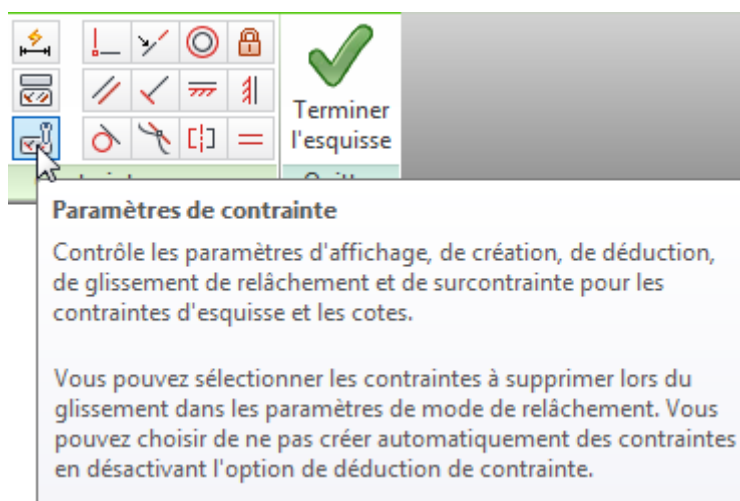 Terminer
l'esquisse
Paramètres de contrainte
Contrôle les paramètres d'affichage, de création, de déduction,
de glissement de relâchement et de surcontrainte pour les
contraintes d'esquisse et les cotes.
Vous pouvez sélectionner les contraintes à supprimer lors du
glissement dans les paramètres de mode de relâchement. Vous
pouvez choisir de ne pas créer automatiquement des contraintes
en désactivant l'option de déduction de contrainte.